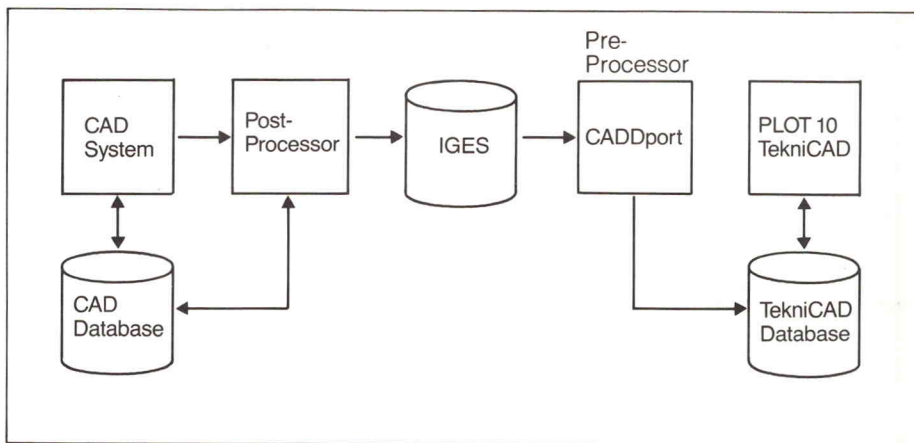 Pre-
Processor
CAD
System
Post-
Processor
IGES
CADDport
PLOT 10
TekniCAD
CAD
Database
TekniCAD
Database